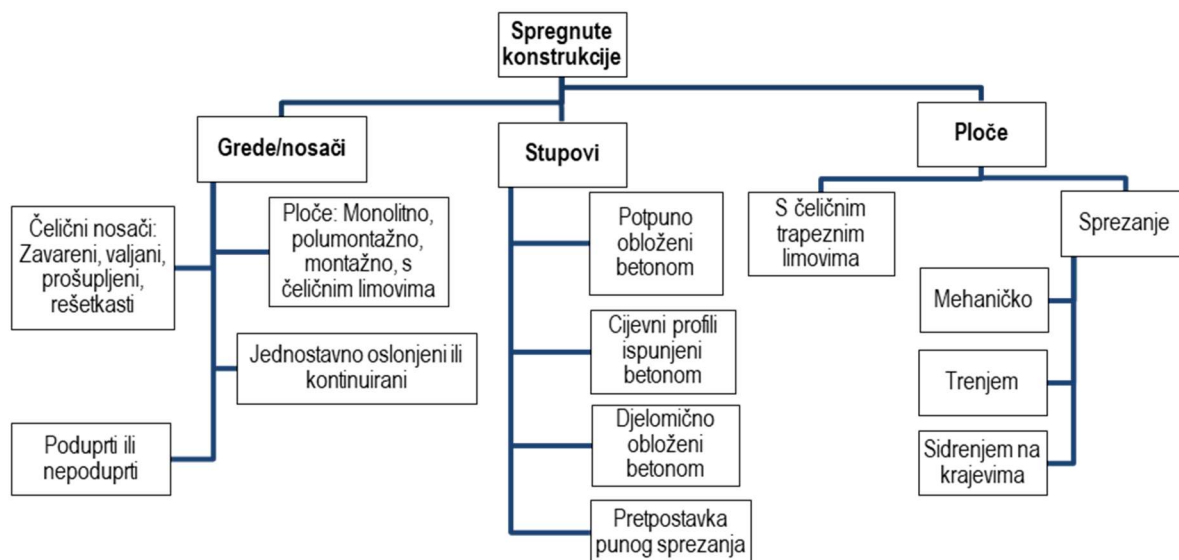 Spregnute
konstrukcije
Grede/nosači
Čelični nosači:
Zavareni, valjani,
prošupljeni,
rešetkasti
Ploče: Monolitno,
polumontažno,
montažno, s
čeličnim limovima
Jednostavno oslonjeni ili
kontinuirani
Poduprti ili
nepoduprti
Stupovi
Potpuno
obloženi
betonom
Cijevni profili
ispunjeni
betonom
Djelomično
obloženi
betonom
Pretpostavka
punog sprezanja
Ploče
S čeličnim
trapeznim
limovima
Sprezanje
Mehaničko
Trenjem
Sidrenjem na
krajevima